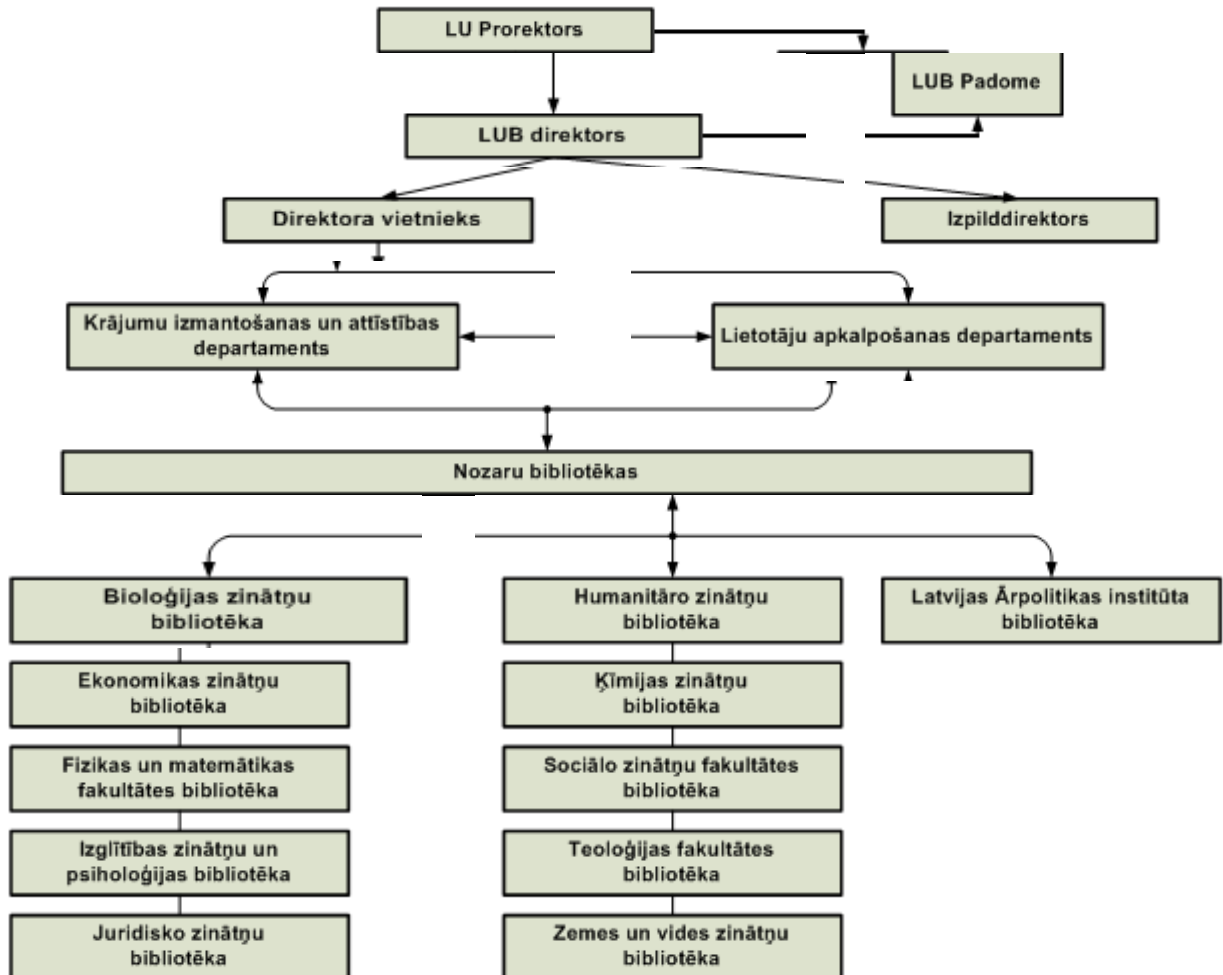 LU Prorektors
LUB Padome
LUB direktors
Direktora vietnieks
Izpilddirektors
Krājumu izmantošanas un attīstības
departaments
Lietotāju apkalpošanas departaments
Nozaru bibliotēkas
Bioloģijas zinātņu
bibliotēka
Humanitāro zinātņu
bibliotēka
Latvijas Ārpolitikas institūta
bibliotēka
Ekonomikas zinātņu
bibliotēka
Ķīmijas zinātņu
bibliotēka
Fizikas un matemātikas
fakultātes bibliotēka
Sociālo zinātņu fakultātes
bibliotēka
Izglītības zinātņu un
psiholoģijas bibliotēka
Teoloģijas fakultātes
bibliotēka
Juridisko zinātņu
bibliotēka
Zemes un vides zinātņu
bibliotēka